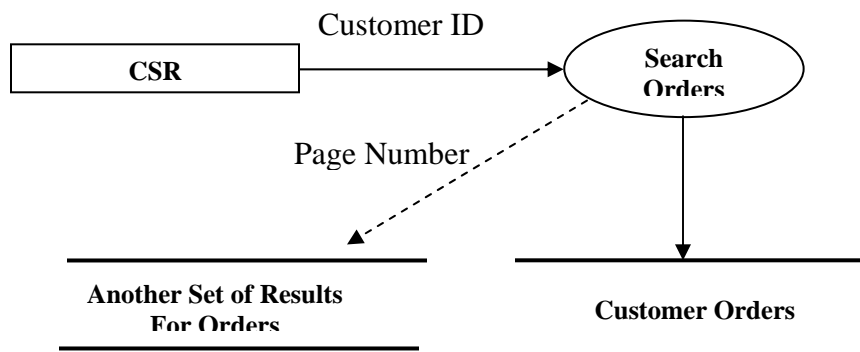 Customer ID
CSR
Search
Orders
Page Number
Another Set of Results
For Orders
Customer Orders